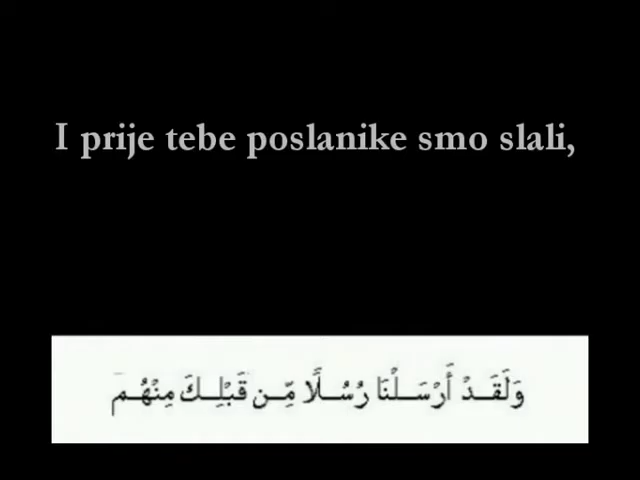 I prije tebe poslanike smo slali,
وَلَقَدْ أَرْسَلْنَا رُسُلًا مِّن قَبْلِكَ مِنْهُم